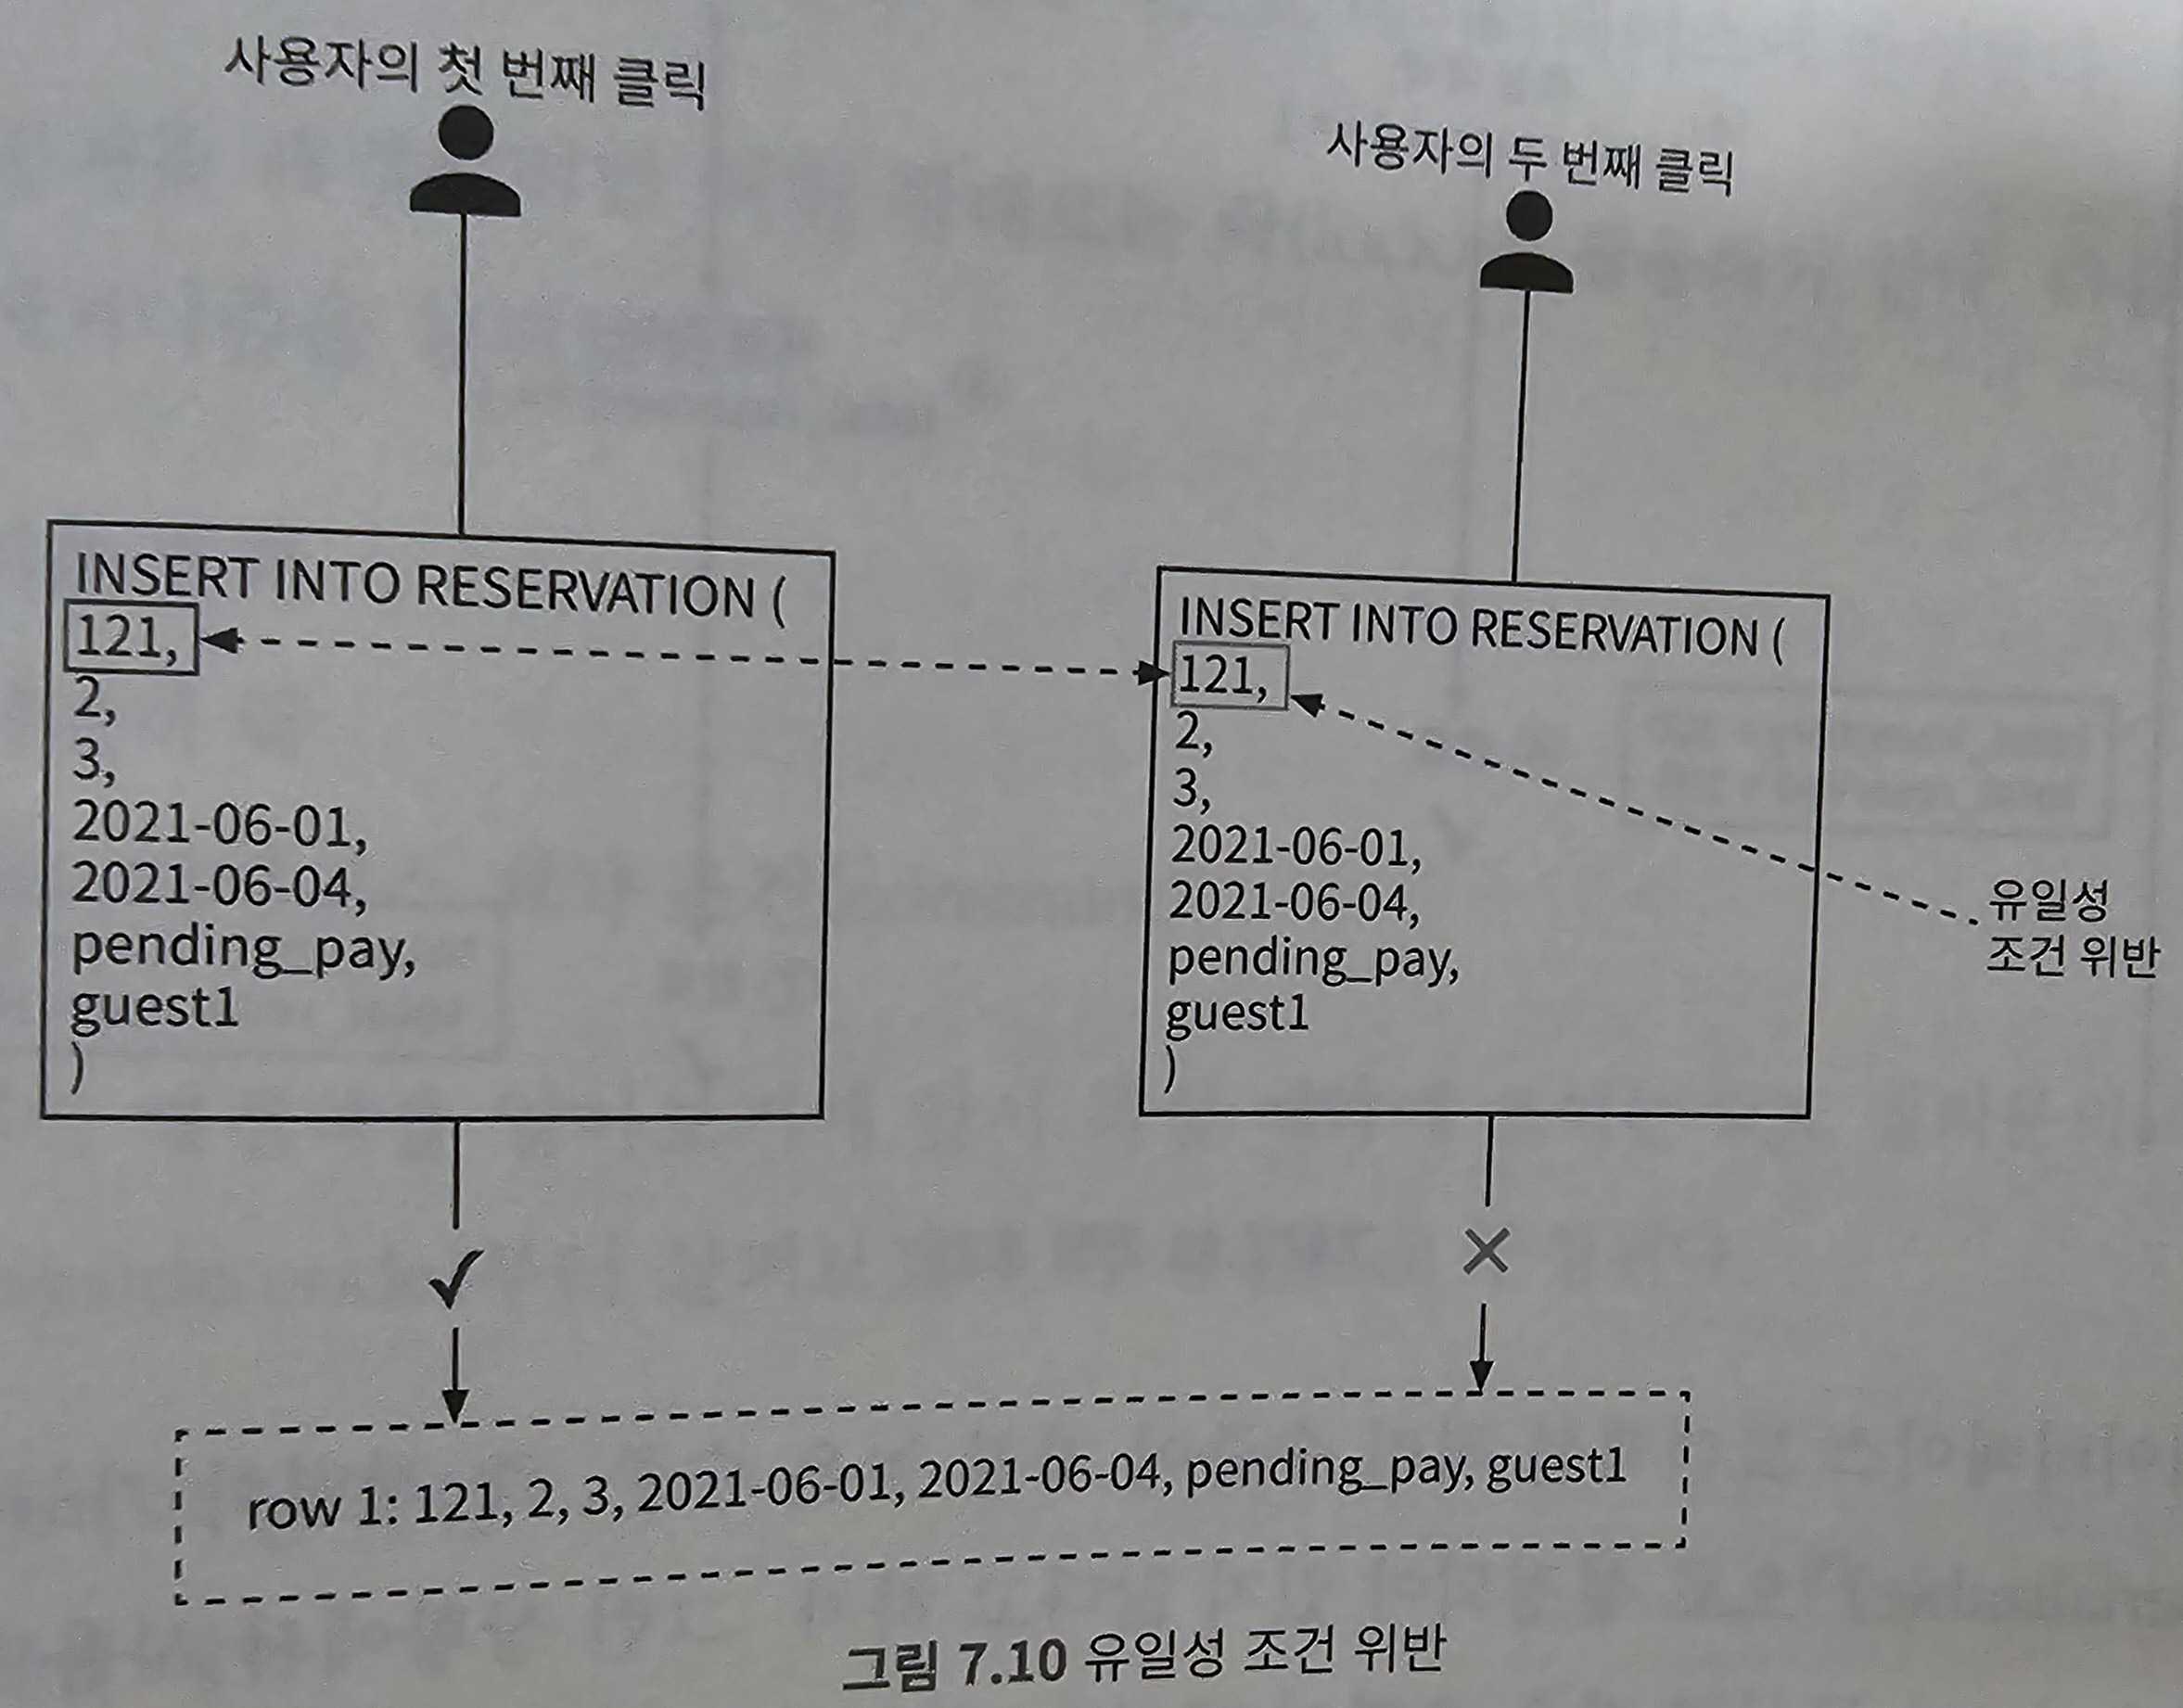 사용자의 첫 번째 클릭
사용자의 두 번째 클릭
INSERT INTO RESERVATION (
121,
2,
3,
2021-06-01,
2021-06-04,
pending_pay,
guest1
)
INSERT INTO RESERVATION (
121,
2,
3,
2021-06-01,
2021-06-04,
pending_pay,
guest1
)
유일성
조건 위반
row 1: 121, 2, 3, 2021-06-01, 2021-06-04, pending_pay, guest1
그림 7.10 유일성 조건 위반